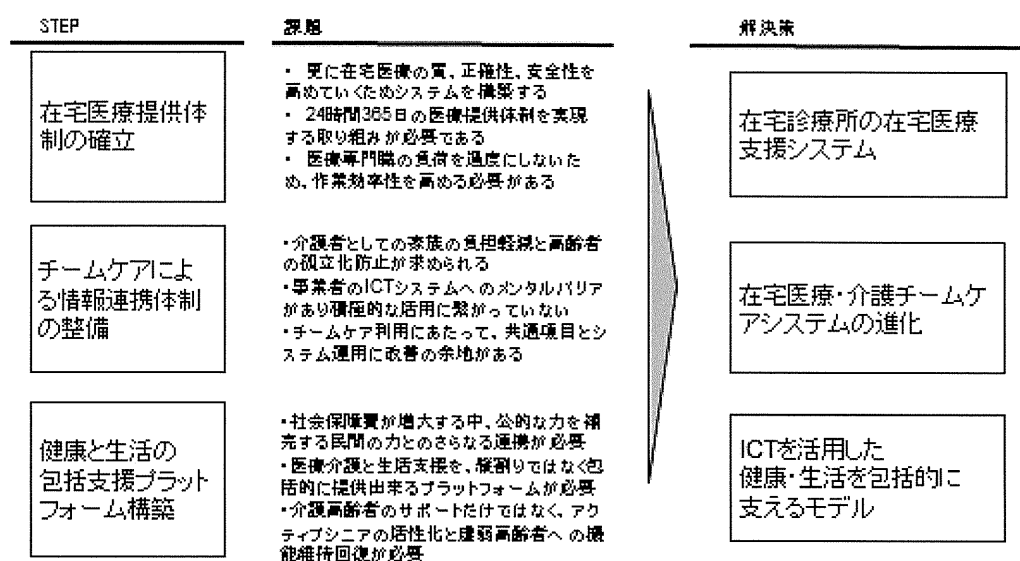 STEP
課題
解決策
在宅医療提供体
制の確立
・ 更に在宅医療の質、正確性、安全性を
高めていくためシステムを構築する
・ 24時間365日の医療提供体制を実現
する取り組みが必要である
・ 医療専門職の負荷を過度にしないた
め、作業効率性を高める必要がある
在宅診療所の在宅医療
支援システム
チームケアによ
る情報連携体制
の整備
・介護者としての家族の負担軽減と高齢者
の孤立化防止が求められる
・事業者のICTシステムへのメンタルバリア
があり積極的な活用に繋がっていない
・チームケア利用にあたって、共通項目とシ
ステム運用に改善の余地がある
在宅医療・介護チームケ
アシステムの進化
健康と生活の
包括支援プラット
フォーム構築
・社会保障費が増大する中、公的な力を補
完する民間の力とのさらなる連携が必要
・医療介護と生活支援を、縦割りではなく包
括的に提供出来るプラットフォームが必要
・介護高齢者のサポートだけではなく、アク
ティブシニアの活性化と虚弱高齢者への機
能維持回復が必要
ICTを活用した
健康・生活を包括的に
支えるモデル